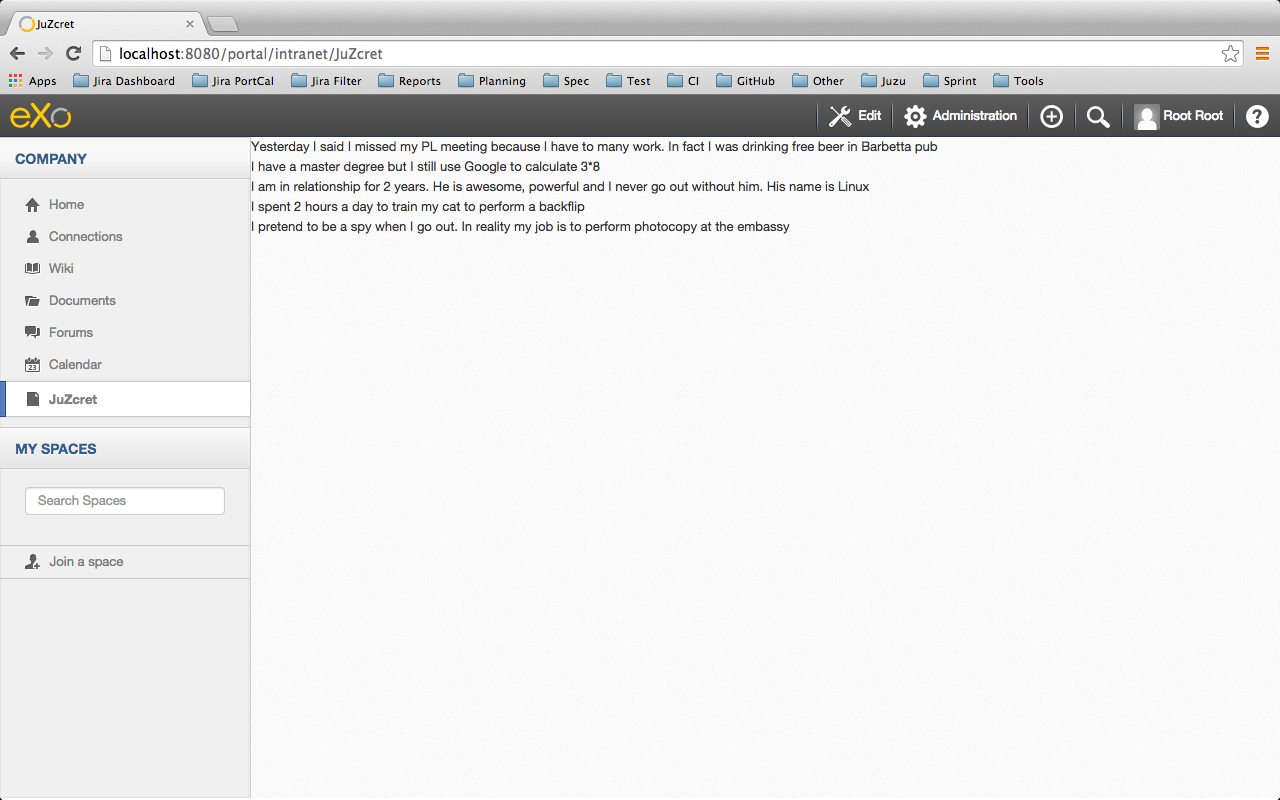 JuZcret
localhost:8080/portal/intranet/JuZcret
Apps Jira Dashboard Jira PortCal Jira Filter Reports Planning Spec Test CI GitHub Other Juzu Sprint Tools
eXo Edit Administration Root Root ?
COMPANY
Home
Connections
Wiki
Documents
Forums
23 Calendar
JuZcret
MY SPACES
Search Spaces
Join a space
Yesterday I said I missed my PL meeting because I have to many work. In fact I was drinking free beer in Barbetta pub
I have a master degree but I still use Google to calculate 3*8
I am in relationship for 2 years. He is awesome, powerful and I never go out without him. His name is Linux
I spent 2 hours a day to train my cat to perform a backflip
I pretend to be a spy when I go out. In reality my job is to perform photocopy at the embassy